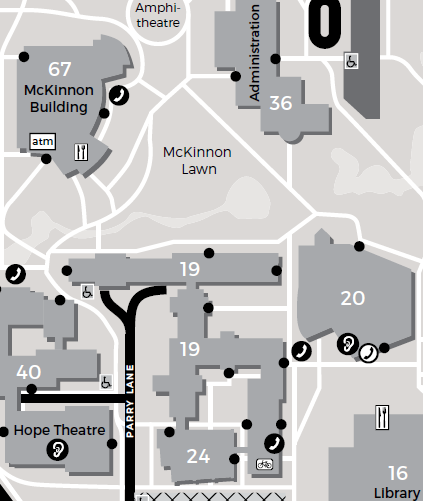 Amphi-
theatre
Administration
67
McKinnon
Building
36
atm
McKinnon
Lawn
19
20
19
40
PARRY LANE
Hope Theatre
24
16
Library